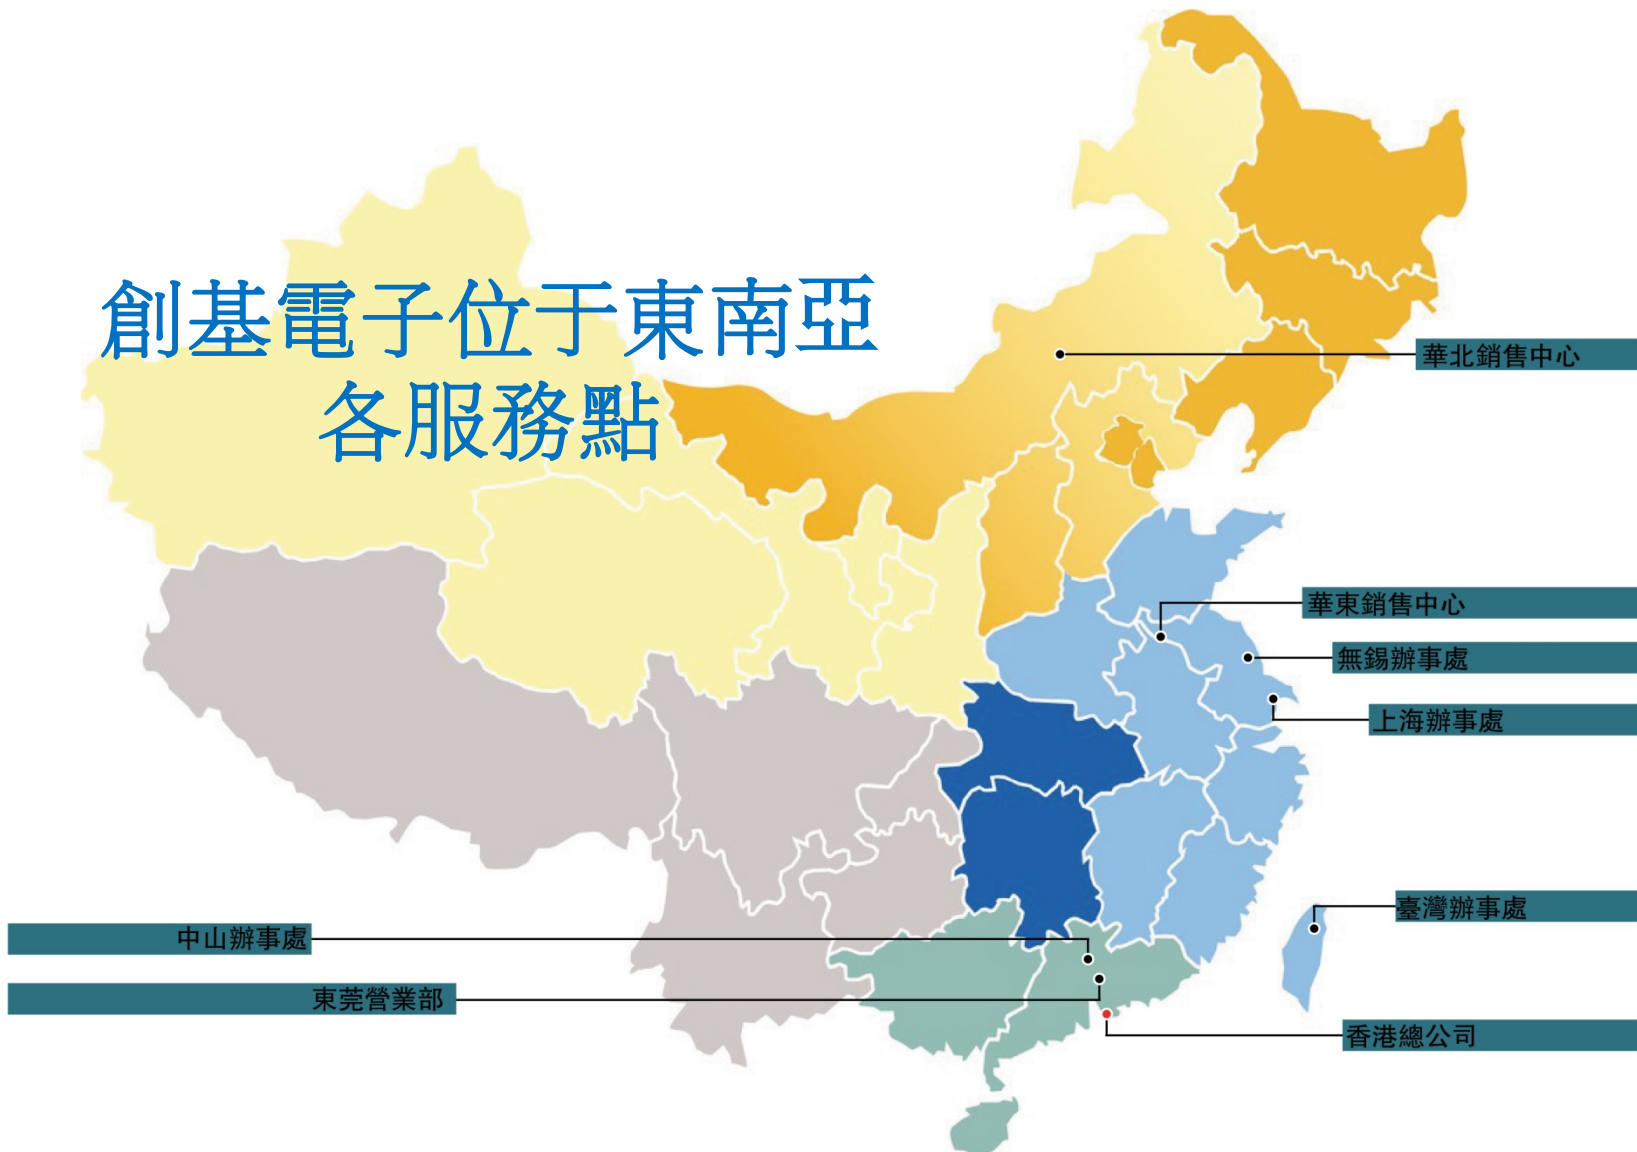 創基電子位于東南亞
各服務點
華北銷售中心
華東銷售中心
無錫辦事處
上海辦事處
臺灣辦事處
中山辦事處
東莞營業部
香港總公司